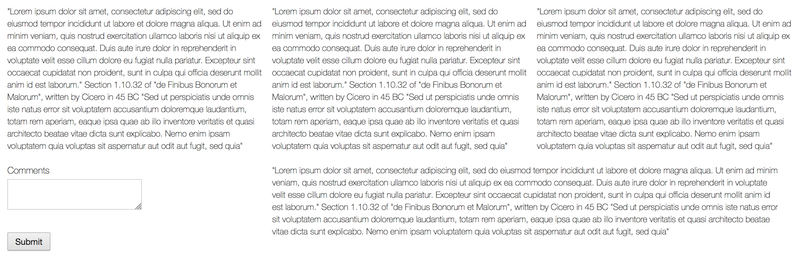 "Lorem ipsum dolor sit amet, consectetur adipiscing elit, sed do
eiusmod tempor incididunt ut labore et dolore magna aliqua. Ut enim ad
minim veniam, quis nostrud exercitation ullamco laboris nisi ut aliquip ex
ea commodo consequat. Duis aute irure dolor in reprehenderit in
voluptate velit esse cillum dolore eu fugiat nulla pariatur. Excepteur sint
occaecat cupidatat non proident, sunt in culpa qui officia deserunt mollit
anim id est laborum." Section 1.10.32 of "de Finibus Bonorum et
Malorum", written by Cicero in 45 BC "Sed ut perspiciatis unde omnis
iste natus error sit voluptatem accusantium doloremque laudantium,
totam rem aperiam, eaque ipsa quae ab illo inventore veritatis et quasi
architecto beatae vitae dicta sunt explicabo. Nemo enim ipsam
voluptatem quia voluptas sit aspernatur aut odit aut fugit, sed quia"
"Lorem ipsum dolor sit amet, consectetur adipiscing elit, sed do
eiusmod tempor incididunt ut labore et dolore magna aliqua. Ut enim ad
minim veniam, quis nostrud exercitation ullamco laboris nisi ut aliquip ex
ea commodo consequat. Duis aute irure dolor in reprehenderit in
voluptate velit esse cillum dolore eu fugiat nulla pariatur. Excepteur sint
occaecat cupidatat non proident, sunt in culpa qui officia deserunt mollit
anim id est laborum." Section 1.10.32 of "de Finibus Bonorum et
Malorum", written by Cicero in 45 BC "Sed ut perspiciatis unde omnis
iste natus error sit voluptatem accusantium doloremque laudantium,
totam rem aperiam, eaque ipsa quae ab illo inventore veritatis et quasi
architecto beatae vitae dicta sunt explicabo. Nemo enim ipsam
voluptatem quia voluptas sit aspernatur aut odit aut fugit, sed quia"
"Lorem ipsum dolor sit amet, consectetur adipiscing elit, sed do
eiusmod tempor incididunt ut labore et dolore magna aliqua. Ut enim ad
minim veniam, quis nostrud exercitation ullamco laboris nisi ut aliquip ex
ea commodo consequat. Duis aute irure dolor in reprehenderit in
voluptate velit esse cillum dolore eu fugiat nulla pariatur. Excepteur sint
occaecat cupidatat non proident, sunt in culpa qui officia deserunt mollit
anim id est laborum." Section 1.10.32 of "de Finibus Bonorum et
Malorum", written by Cicero in 45 BC "Sed ut perspiciatis unde omnis
iste natus error sit voluptatem accusantium doloremque laudantium,
totam rem aperiam, eaque ipsa quae ab illo inventore veritatis et quasi
architecto beatae vitae dicta sunt explicabo. Nemo enim ipsam
voluptatem quia voluptas sit aspernatur aut odit aut fugit, sed quia"
Comments
Submit
"Lorem ipsum dolor sit amet, consectetur adipiscing elit, sed do eiusmod tempor incididunt ut labore et dolore magna aliqua. Ut enim ad minim
veniam, quis nostrud exercitation ullamco laboris nisi ut aliquip ex ea commodo consequat. Duis aute irure dolor in reprehenderit in voluptate
velit esse cillum dolore eu fugiat nulla pariatur. Excepteur sint occaecat cupidatat non proident, sunt in culpa qui officia deserunt mollit anim id
est laborum." Section 1.10.32 of "de Finibus Bonorum et Malorum", written by Cicero in 45 BC "Sed ut perspiciatis unde omnis iste natus error
sit voluptatem accusantium doloremque laudantium, totam rem aperiam, eaque ipsa quae ab illo inventore veritatis et quasi architecto beatae
vitae dicta sunt explicabo. Nemo enim ipsam voluptatem quia voluptas sit aspernatur aut odit aut fugit, sed quia"